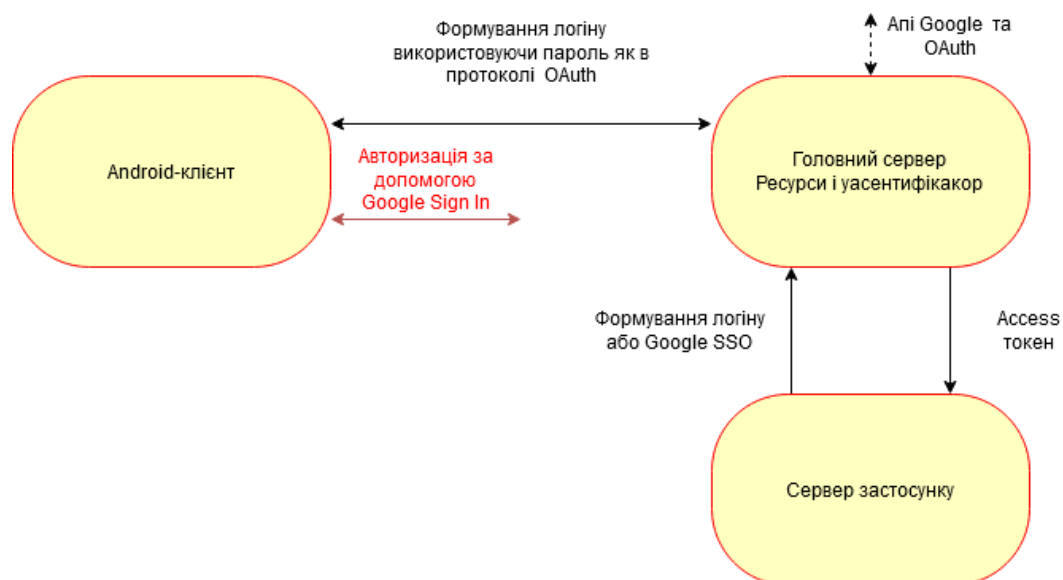 Формування логіну
використовуючи пароль як в
протоколі OAuth
Апі Google та
OAuth
Android-клієнт
Авторизація за
допомогою
Google Sign In
Головний сервер
Ресурси і уасентифікакор
Формування логіну
або Google SSO
Access
токен
Сервер застосунку